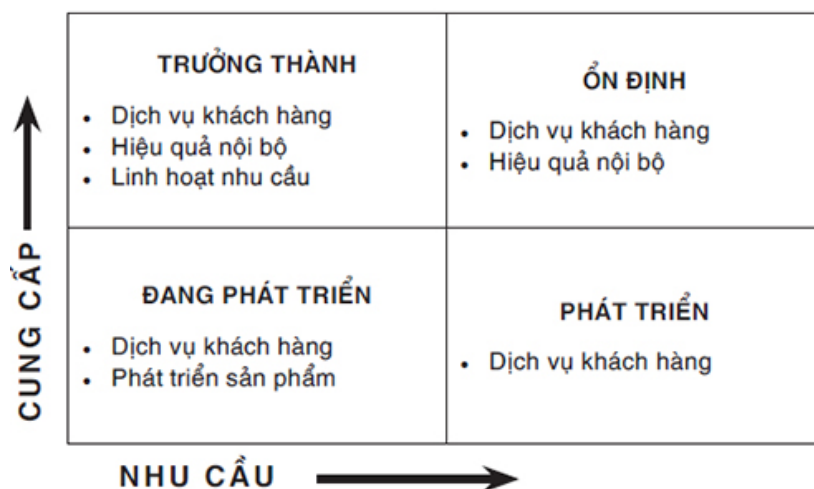 TRƯỞNG THÀNH
• Dịch vụ khách hàng
• Hiệu quả nội bộ
• Linh hoạt nhu cầu
ỔN ĐỊNH
• Dịch vụ khách hàng
• Hiệu quả nội bộ
ĐANG PHÁT TRIỂN
• Dịch vụ khách hàng
• Phát triển sản phẩm
PHÁT TRIỂN
• Dịch vụ khách hàng
CUNG CẤP
NHU CẦU